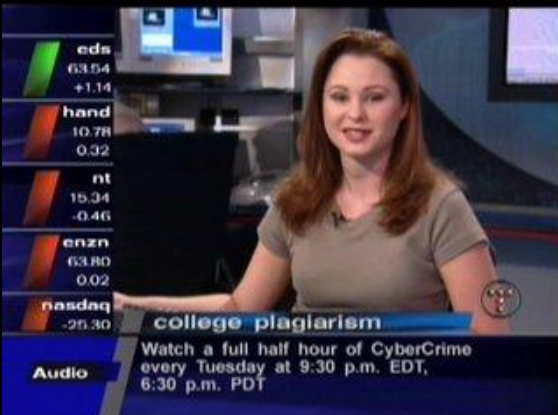 eds
63.54
+1.14
hand
10.78
0.32
nt
15.34
-0.46
enzn
63.80
0.02
nasdaq
-25.30
college plagiarism
Audio
Watch a full half hour of CyberCrime
every Tuesday at 9:30 p.m. EDT,
6:30 p.m. PDT